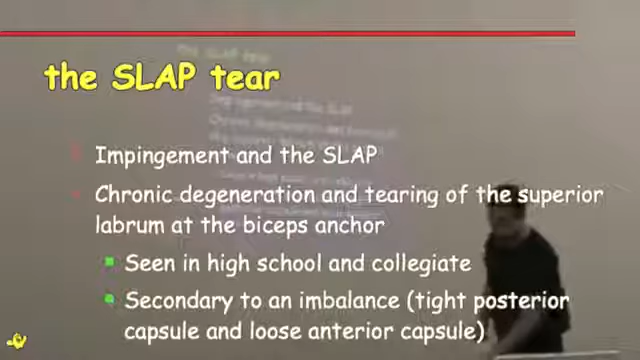 the SLAP tear
Impingement and the SLAP
Chronic degeneration and tearing of the superior
labrum at the biceps anchor
Seen in high school and collegiate
Secondary to an imbalance (tight posterior
capsule and loose anterior capsule)